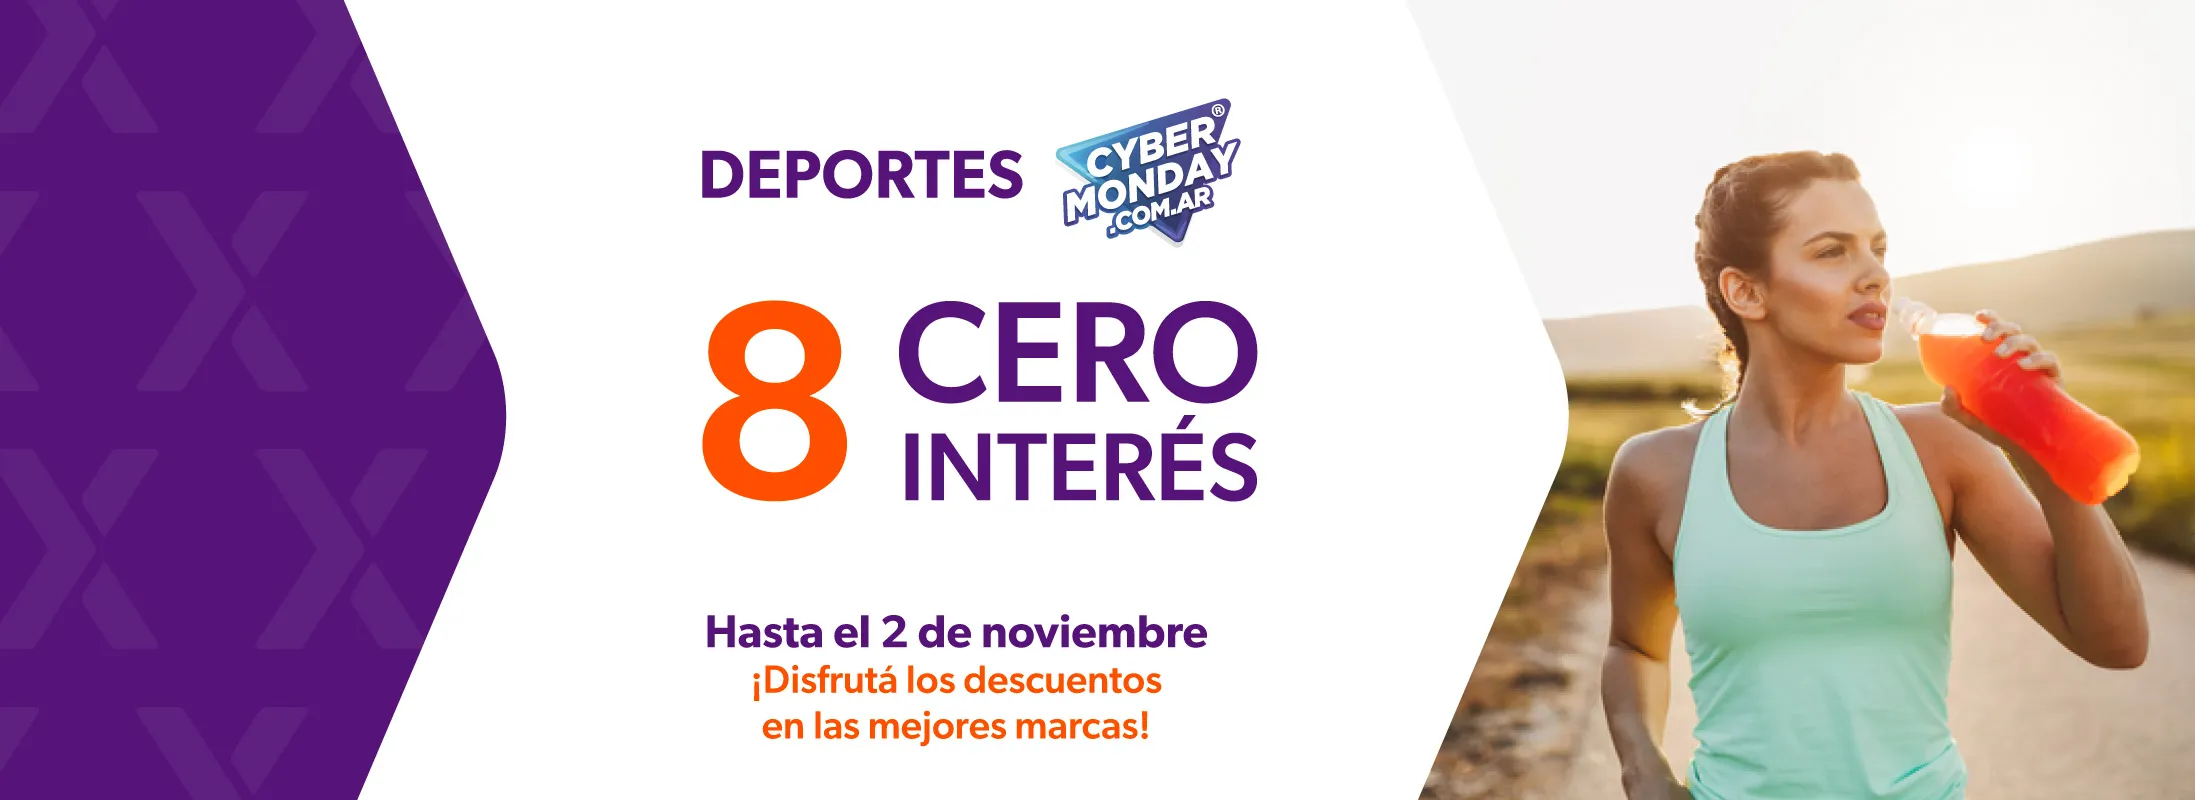 DEPORTES
CYBER®
MONDAY
.COM.AR
8 CERO
INTERÉS
Hasta el 2 de noviembre
¡Disfrutá los descuentos
en las mejores marcas!